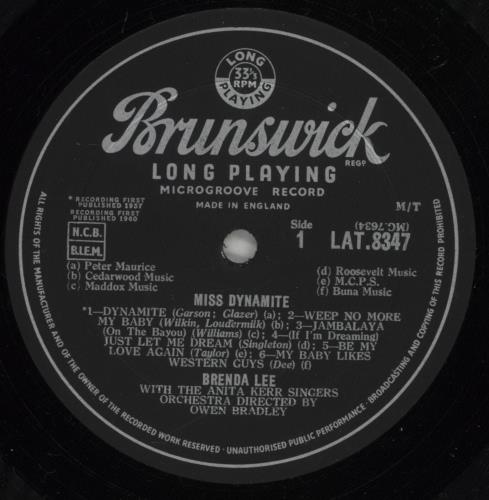 LONG
33⅓
RPM
PLAYING
Brunswick
REGD
LONG PLAYING
MICROGROOVE RECORD
MADE IN ENGLAND
* RECORDING FIRST
PUBLISHED 1957
RECORDING FIRST
PUBLISHED 1960
M/T
N.C.B.
B.I.E.M.
Side
1
(MG.7634)
LAT.8347
(a) Peter Maurice
(b) Cedarwood Music
(c) Maddox Music
(d) Roosevelt Music
(e) M.C.P.S.
(f) Buna Music
MISS DYNAMITE
*1—DYNAMITE (Garson; Glazer) (a); 2—WEEP NO MORE
MY BABY (Wilkin, Loudermilk) (b); 3—JAMBALAYA
(On The Bayou) (Williams) (c); 4—(If I'm Dreaming)
JUST LET ME DREAM (Singleton) (d); 5—BE MY
LOVE AGAIN (Taylor) (e); 6—MY BABY LIKES
WESTERN GUYS (Dee) (f)
BRENDA LEE
WITH THE ANITA KERR SINGERS
ORCHESTRA DIRECTED BY
OWEN BRADLEY
ALL RIGHTS OF THE MANUFACTURER AND OF THE OWNER OF THE RECORDED WORK RESERVED · UNAUTHORISED PUBLIC PERFORMANCE · BROADCASTING AND COPYING OF THIS RECORD PROHIBITED